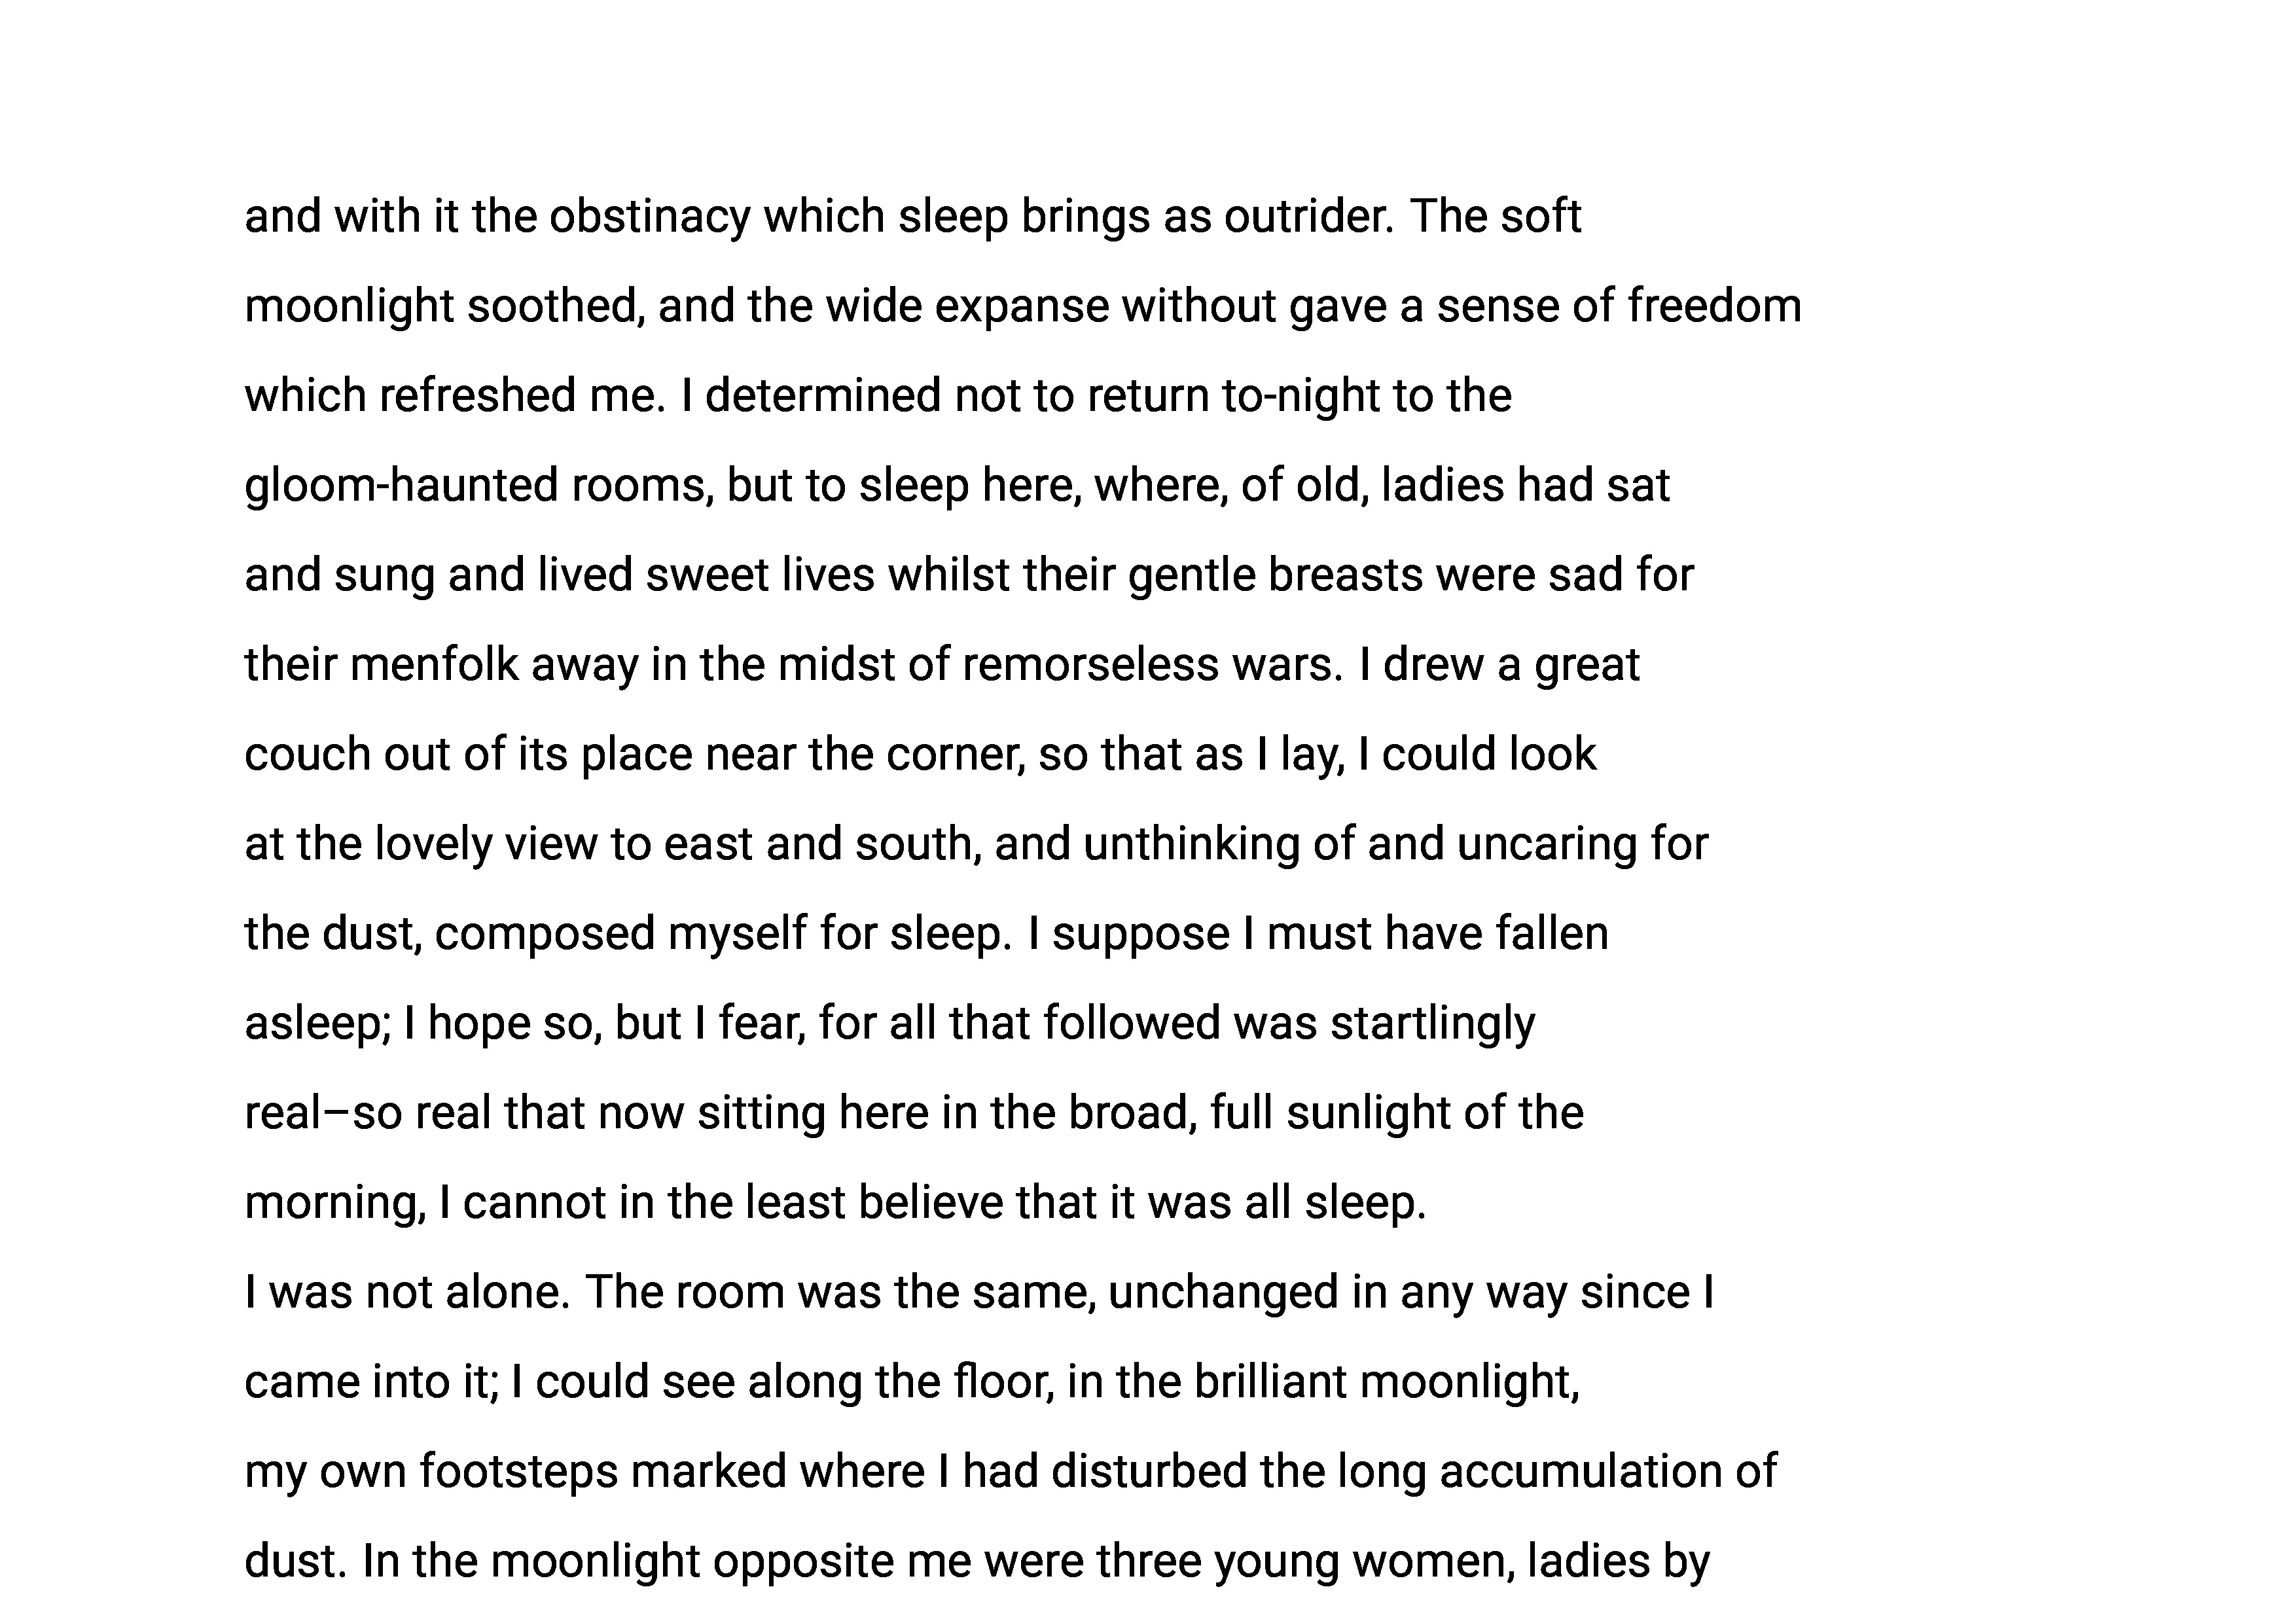 and with it the obstinacy which sleep brings as outrider. The soft
moonlight soothed, and the wide expanse without gave a sense of freedom
which refreshed me. I determined not to return to-night to the
gloom-haunted rooms, but to sleep here, where, of old, ladies had sat
and sung and lived sweet lives whilst their gentle breasts were sad for
their menfolk away in the midst of remorseless wars. I drew a great
couch out of its place near the corner, so that as I lay, I could look
at the lovely view to east and south, and unthinking of and uncaring for
the dust, composed myself for sleep. I suppose I must have fallen
asleep; I hope so, but I fear, for all that followed was startlingly
real–so real that now sitting here in the broad, full sunlight of the
morning, I cannot in the least believe that it was all sleep.
I was not alone. The room was the same, unchanged in any way since I
came into it; I could see along the floor, in the brilliant moonlight,
my own footsteps marked where I had disturbed the long accumulation of
dust. In the moonlight opposite me were three young women, ladies by